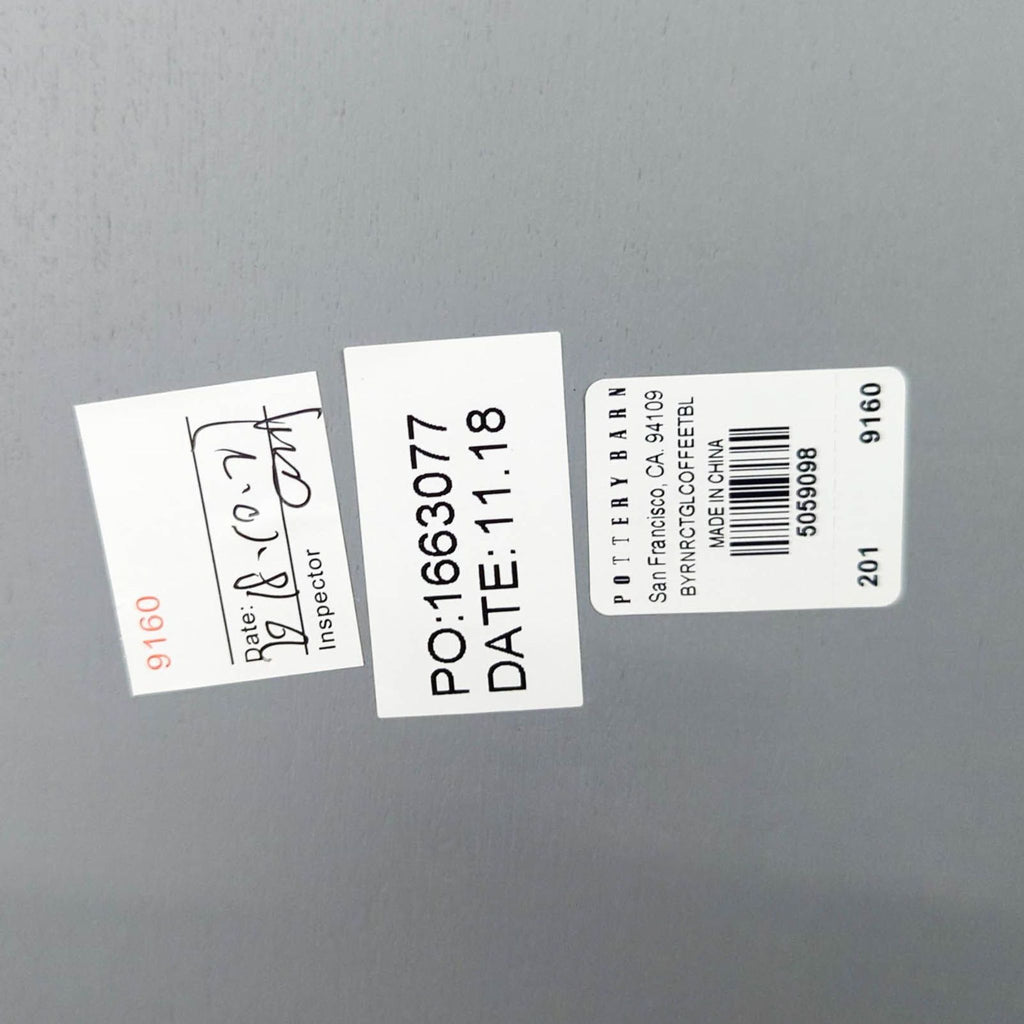 9160
Date:
Inspector
PO:1663077
DATE:11.18
POTTERY BARN
San Francisco, CA. 94109
BYRNRCTGLCOFFEETBL
MADE IN CHINA
5059098
201 9160